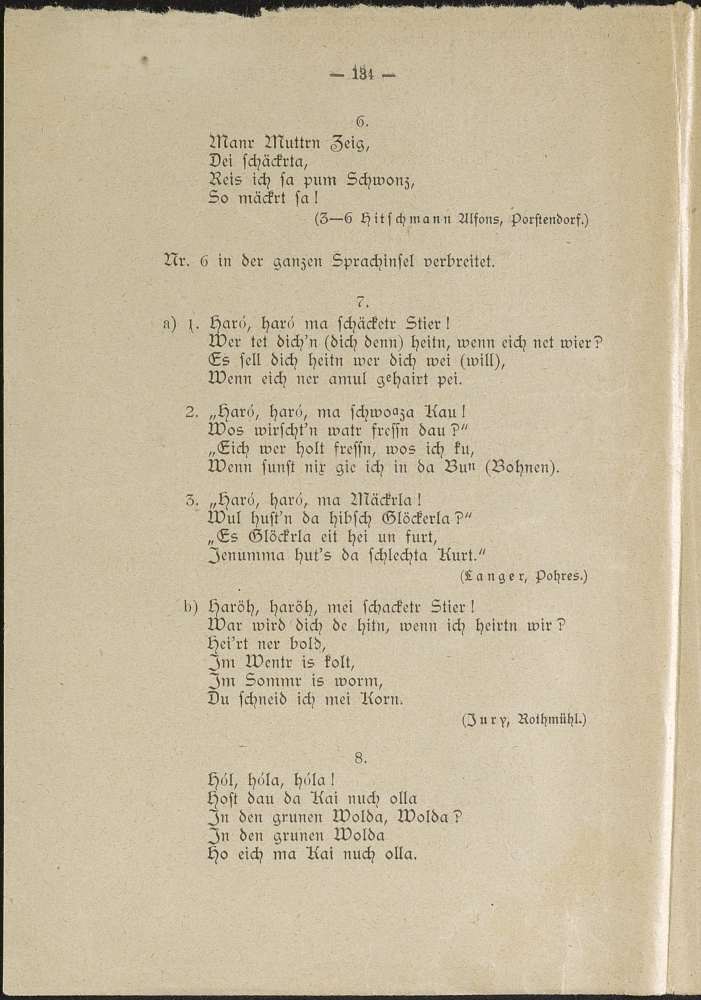 — 134 —
6.
Manr Muttrn Zeig,
Dei schäckrta,
Reis ich sa pum Schwonz,
So mäckrt sa!
(3—6 Hitschmann Alfons, Porstendorf.)
Nr. 6 in der ganzen Sprachinsel verbreitet.
7.
a) 1. Haró, haró ma schäcketr Stier!
Wer tet dich'n (dich denn) heitn, wenn eich net wier?
Es sell dich heitn wer dich wei (will),
Wenn eich ner amul gehairt pei.
2. „Haró, haró, ma schwoaza Kau!
Wos wirscht'n watr fressn dau?"
„Eich wer holt fressn, wos ich ku,
Wenn sunst nix gie ich in da Bun (Bohnen).
3. „Haró, haró, ma Mäckrla!
Wul hust'n da hibsch Glöckerla?"
„Es Glöckrla eit hei un furt,
Jenumma hut's da schlechta Kurt."
(Langer, Pohres.)
b) Haröh, haröh, mei schacketr Stier!
War wird dich de hitn, wenn ich heirtn wir?
Hei'rt ner bold,
Im Wentr is kolt,
Im Sommr is worm,
Du schneid ich mei Korn.
(Jury, Rothmühl.)
8.
Hól, hóla, hóla!
Host dau da Kai nuch olla
In den grunen Wolda, Wolda?
In den grunen Wolda
Ho eich ma Kai nuch olla.